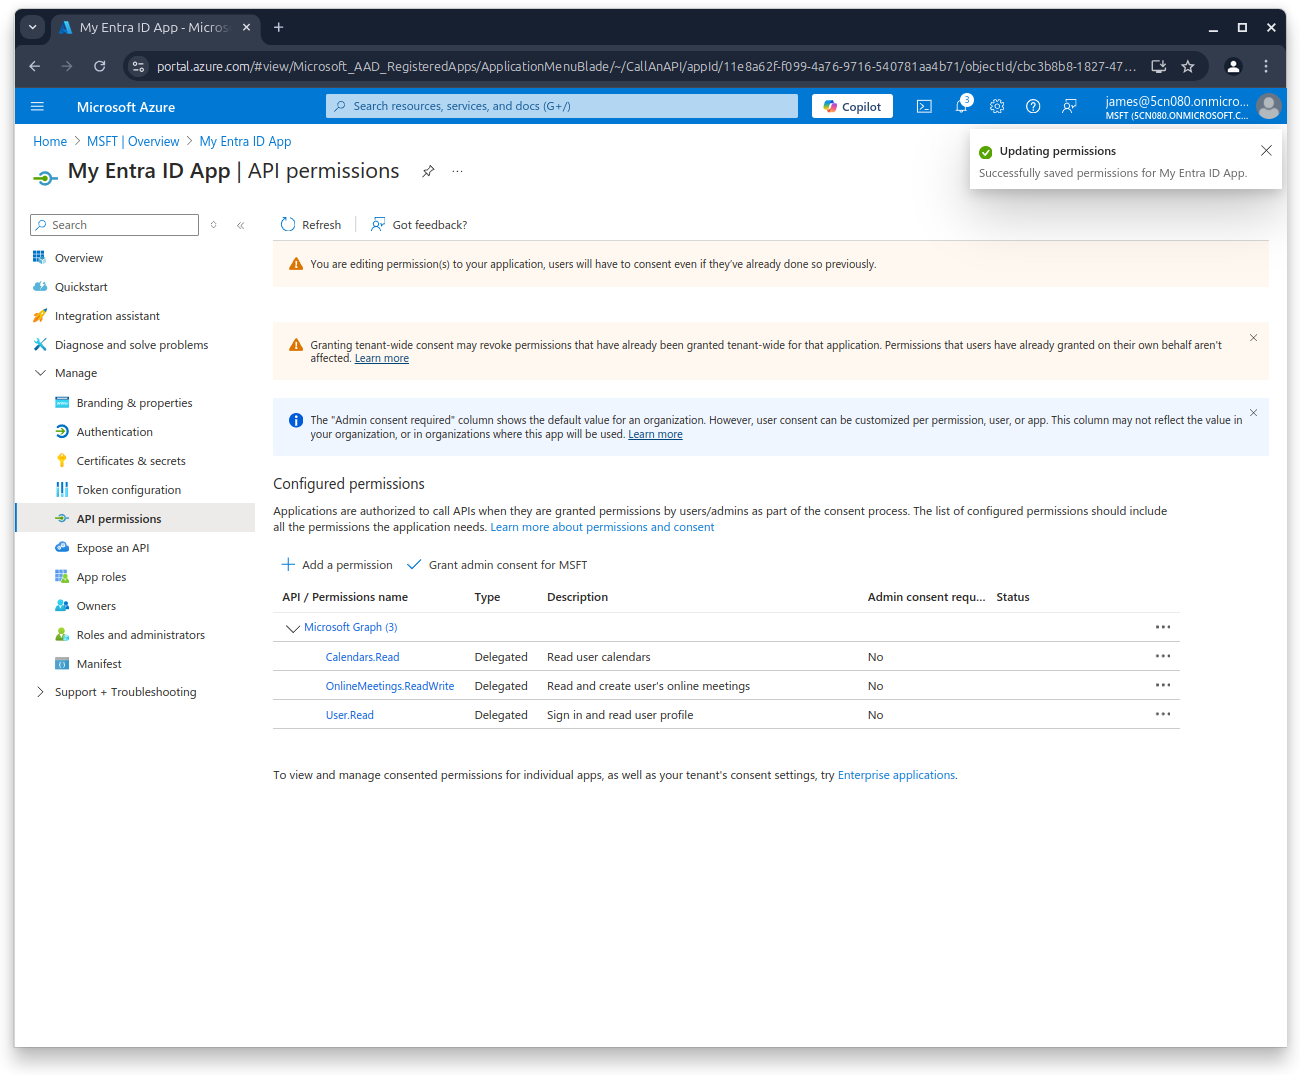 My Entra ID App - Micros
portal.azure.com/#view/Microsoft_AAD_RegisteredApps/ApplicationMenuBlade/~/CallAnAPI/appId/11e8a62f-f099-4a76-9716-540781aa4b71/objectId/cbc3b8b8-1827-47...
Microsoft Azure
Search resources, services, and docs (G+/)
Copilot
3
james@5cn080.onmicro...
MSFT (5CN080.ONMICROSOFT.C...
Home > MSFT | Overview > My Entra ID App
My Entra ID App | API permissions
...
Updating permissions
Successfully saved permissions for My Entra ID App.
Search
Refresh
Got feedback?
Overview
Quickstart
Integration assistant
Diagnose and solve problems
Manage
Branding & properties
Authentication
Certificates & secrets
Token configuration
API permissions
Expose an API
App roles
Owners
Roles and administrators
Manifest
Support + Troubleshooting
You are editing permission(s) to your application, users will have to consent even if they've already done so previously.
Granting tenant-wide consent may revoke permissions that have already been granted tenant-wide for that application. Permissions that users have already granted on their own behalf aren't
affected. Learn more
The "Admin consent required" column shows the default value for an organization. However, user consent can be customized per permission, user, or app. This column may not reflect the value in
your organization, or in organizations where this app will be used. Learn more
Configured permissions
Applications are authorized to call APIs when they are granted permissions by users/admins as part of the consent process. The list of configured permissions should include
all the permissions the application needs. Learn more about permissions and consent
Add a permission
Grant admin consent for MSFT
API / Permissions name Type Description Admin consent requ... Status
Microsoft Graph (3)
Calendars.Read Delegated Read user calendars No
OnlineMeetings.ReadWrite Delegated Read and create user's online meetings No
User.Read Delegated Sign in and read user profile No
To view and manage consented permissions for individual apps, as well as your tenant's consent settings, try Enterprise applications.